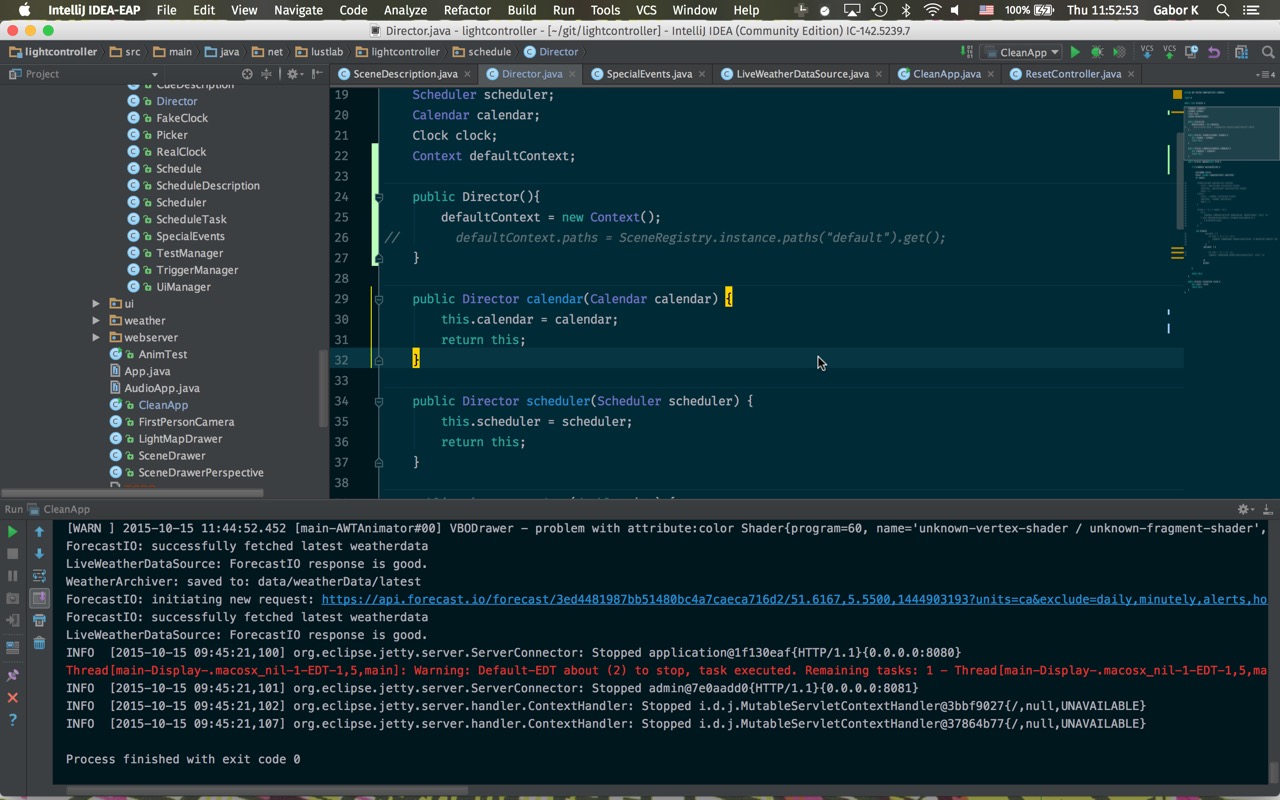 IntelliJ IDEA-EAP File Edit View Navigate Code Analyze Refactor Build Run Tools VCS Window Help 100% Thu 11:52:53 Gabor K
Director.java - lightcontroller - [~/git/lightcontroller] - IntelliJ IDEA (Community Edition) IC-142.5239.7
lightcontroller src main java net lustlab lightcontroller schedule Director CleanApp VCS VCS
Project
SceneDescription.java Director.java SpecialEvents.java LiveWeatherDataSource.java CleanApp.java ResetController.java
CueDescription
Director
FakeClock
Picker
RealClock
Schedule
ScheduleDescription
Scheduler
ScheduleTask
SpecialEvents
TestManager
TriggerManager
UiManager
ui
weather
webserver
AnimTest
App.java
AudioApp.java
CleanApp
FirstPersonCamera
LightMapDrawer
SceneDrawer
SceneDrawerPerspective
19 Scheduler scheduler;
20 Calendar calendar;
21 Clock clock;
22 Context defaultContext;
23
24 public Director(){
25 defaultContext = new Context();
26 // defaultContext.paths = SceneRegistry.instance.paths("default").get();
27 }
28
29 public Director calendar(Calendar calendar) {
30 this.calendar = calendar;
31 return this;
32 }
33
34 public Director scheduler(Scheduler scheduler) {
35 this.scheduler = scheduler;
36 return this;
37 }
38
Run CleanApp
[WARN ] 2015-10-15 11:44:52.452 [main-AWTAnimator#00] VBODrawer - problem with attribute:color Shader{program=60, name='unknown-vertex-shader / unknown-fragment-shader',
ForecastIO: successfully fetched latest weatherdata
LiveWeatherDataSource: ForecastIO response is good.
WeatherArchiver: saved to: data/weatherData/latest
ForecastIO: initiating new request: https://api.forecast.io/forecast/3ed4481987bb51480bc4a7caeca716d2/51.6167,5.5500,1444903193?units=ca&exclude=daily,minutely,alerts,ho
ForecastIO: successfully fetched latest weatherdata
LiveWeatherDataSource: ForecastIO response is good.
INFO [2015-10-15 09:45:21,100] org.eclipse.jetty.server.ServerConnector: Stopped application@1f130eaf{HTTP/1.1}{0.0.0.0:8080}
Thread[main-Display-.macosx_nil-1-EDT-1,5,main]: Warning: Default-EDT about (2) to stop, task executed. Remaining tasks: 1 - Thread[main-Display-.macosx_nil-1-EDT-1,5,ma
INFO [2015-10-15 09:45:21,101] org.eclipse.jetty.server.ServerConnector: Stopped admin@7e0aadd0{HTTP/1.1}{0.0.0.0:8081}
INFO [2015-10-15 09:45:21,102] org.eclipse.jetty.server.handler.ContextHandler: Stopped i.d.j.MutableServletContextHandler@3bbf9027{/,null,UNAVAILABLE}
INFO [2015-10-15 09:45:21,107] org.eclipse.jetty.server.handler.ContextHandler: Stopped i.d.j.MutableServletContextHandler@37864b77{/,null,UNAVAILABLE}
Process finished with exit code 0